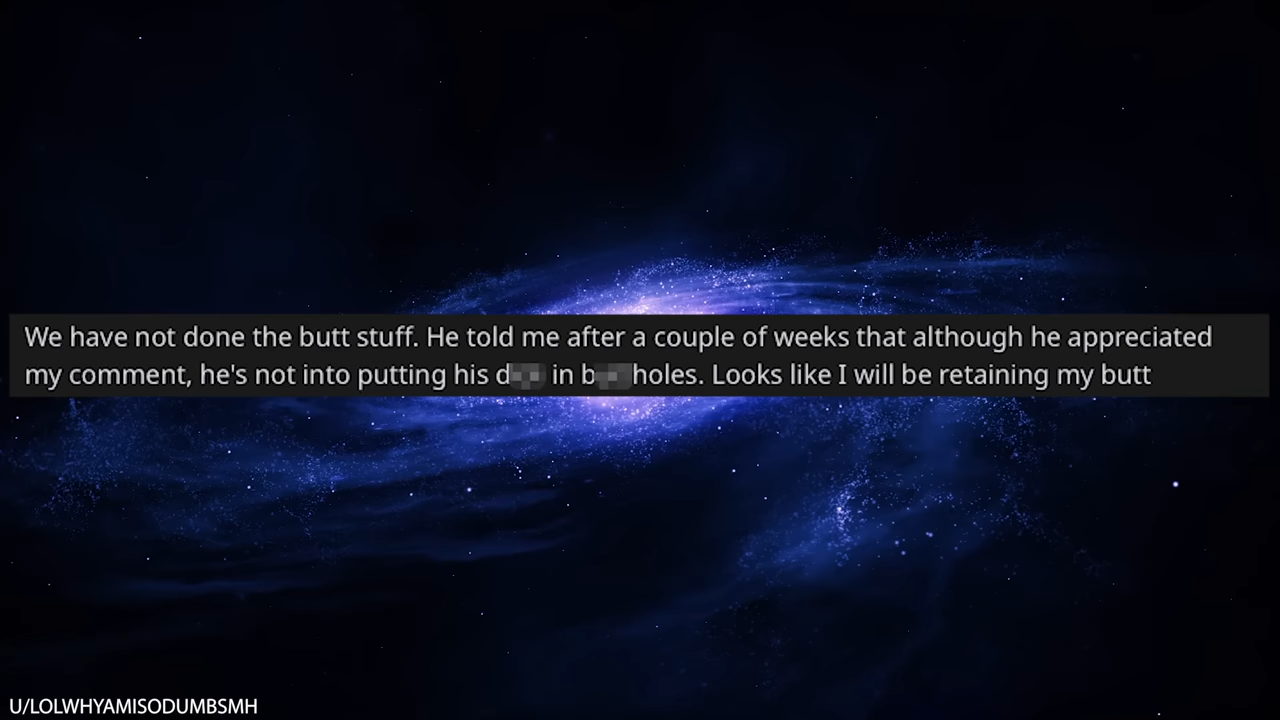 We have not done the butt stuff. He told me after a couple of weeks that although he appreciated
my comment, he's not into putting his d in b holes. Looks like I will be retaining my butt
U/LOLWHYAMISODUMBSMH